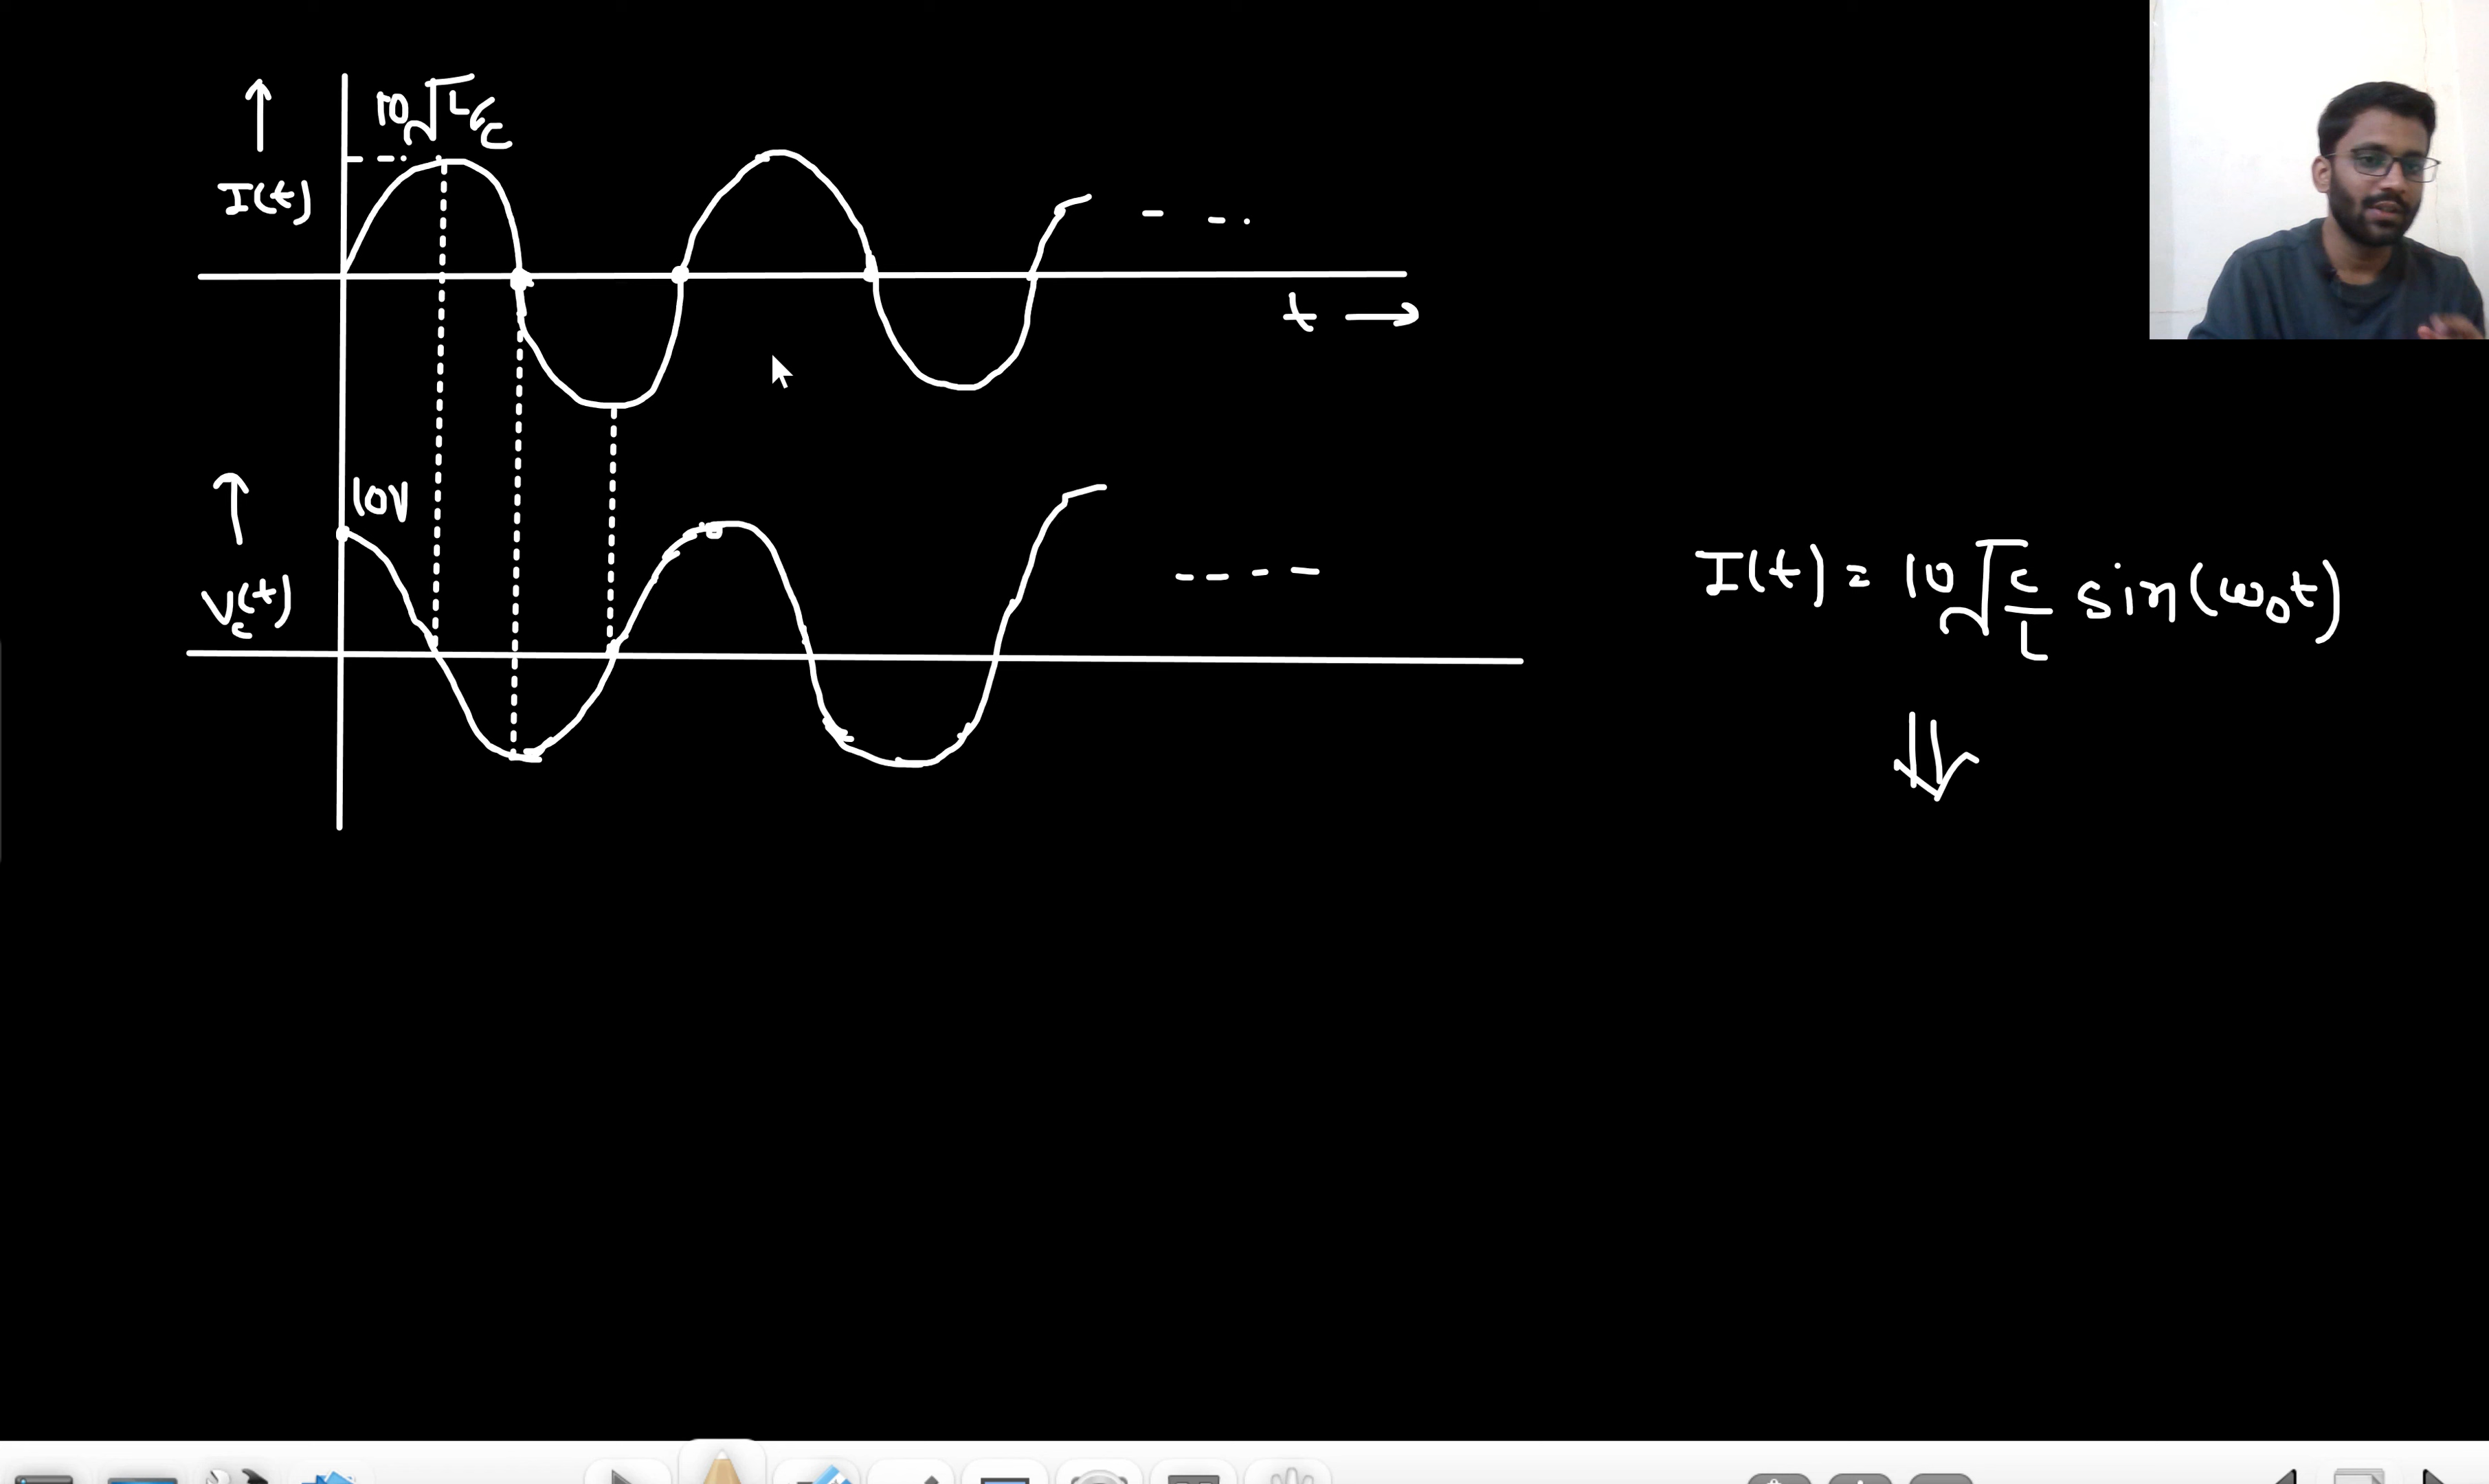 10√L/C
I(t)
t
10V
Vc(t)
I(t) = 10√C/L sin(ω₀t)